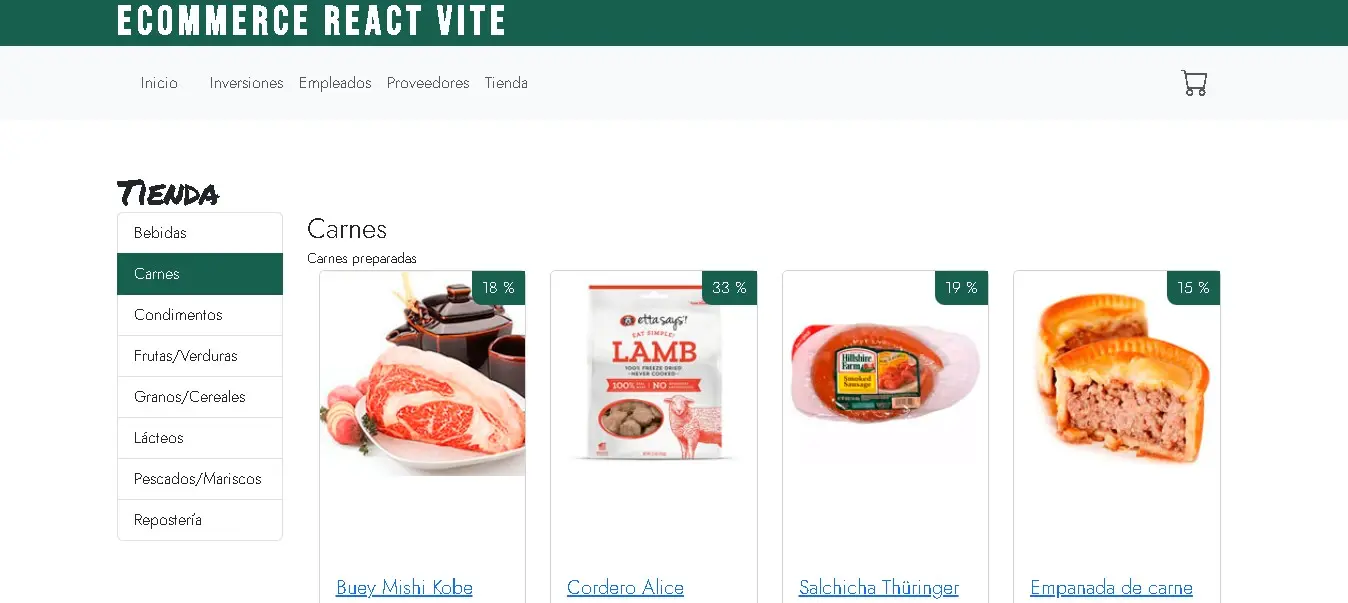 ECOMMERCE REACT VITE
Inicio Inversiones Empleados Proveedores Tienda
Tienda
Bebidas
Carnes
Condimentos
Frutas/Verduras
Granos/Cereales
Lácteos
Pescados/Mariscos
Repostería
Carnes
Carnes preparadas
18 %
33 %
19 %
15 %
etta says!
EAT SIMPLE!
LAMB
100% FREEZE DRIED
NEVER COOKED
100%
NO
Hillshire
Farm
Smoked
Sausage
Buey Mishi Kobe
Cordero Alice
Salchicha Thüringer
Empanada de carne